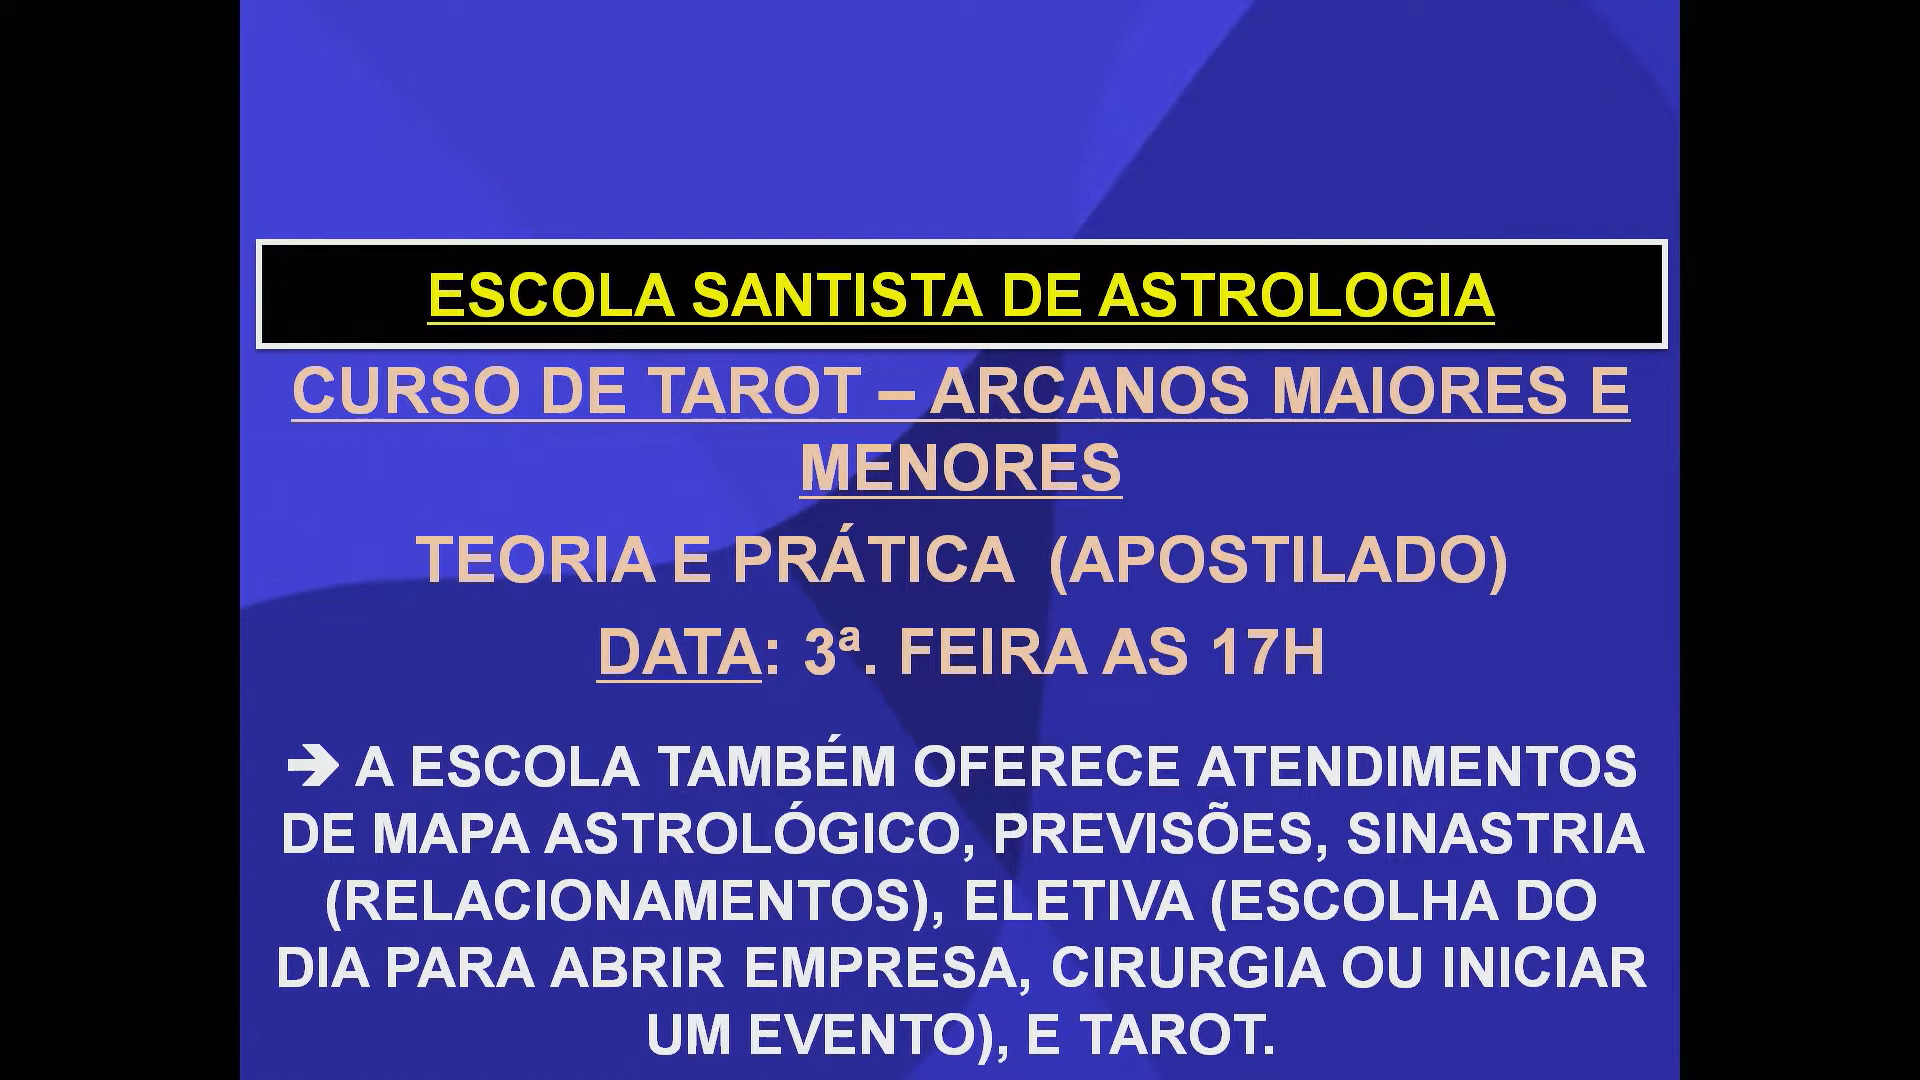 ESCOLA SANTISTA DE ASTROLOGIA
CURSO DE TAROT – ARCANOS MAIORES E
MENORES
TEORIA E PRÁTICA (APOSTILADO)
DATA: 3ª. FEIRA AS 17H
➔ A ESCOLA TAMBÉM OFERECE ATENDIMENTOS
DE MAPA ASTROLÓGICO, PREVISÕES, SINASTRIA
(RELACIONAMENTOS), ELETIVA (ESCOLHA DO
DIA PARA ABRIR EMPRESA, CIRURGIA OU INICIAR
UM EVENTO), E TAROT.